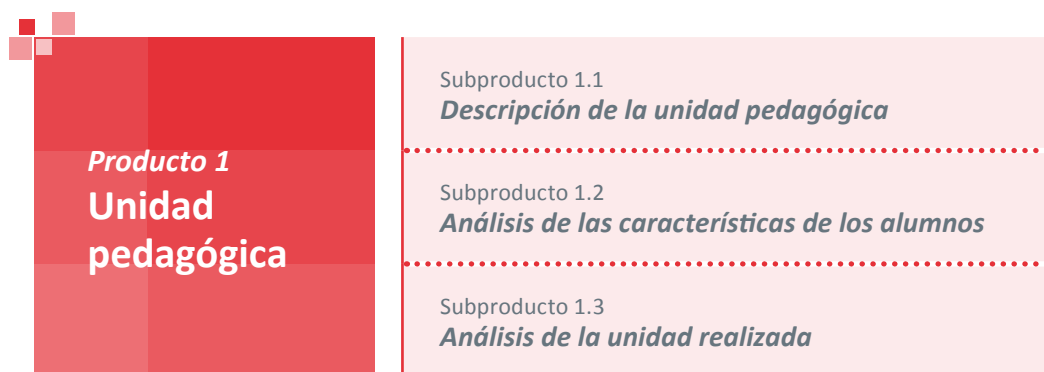 Producto 1
Unidad
pedagógica
Subproducto 1.1
Descripción de la unidad pedagógica
Subproducto 1.2
Análisis de las características de los alumnos
Subproducto 1.3
Análisis de la unidad realizada